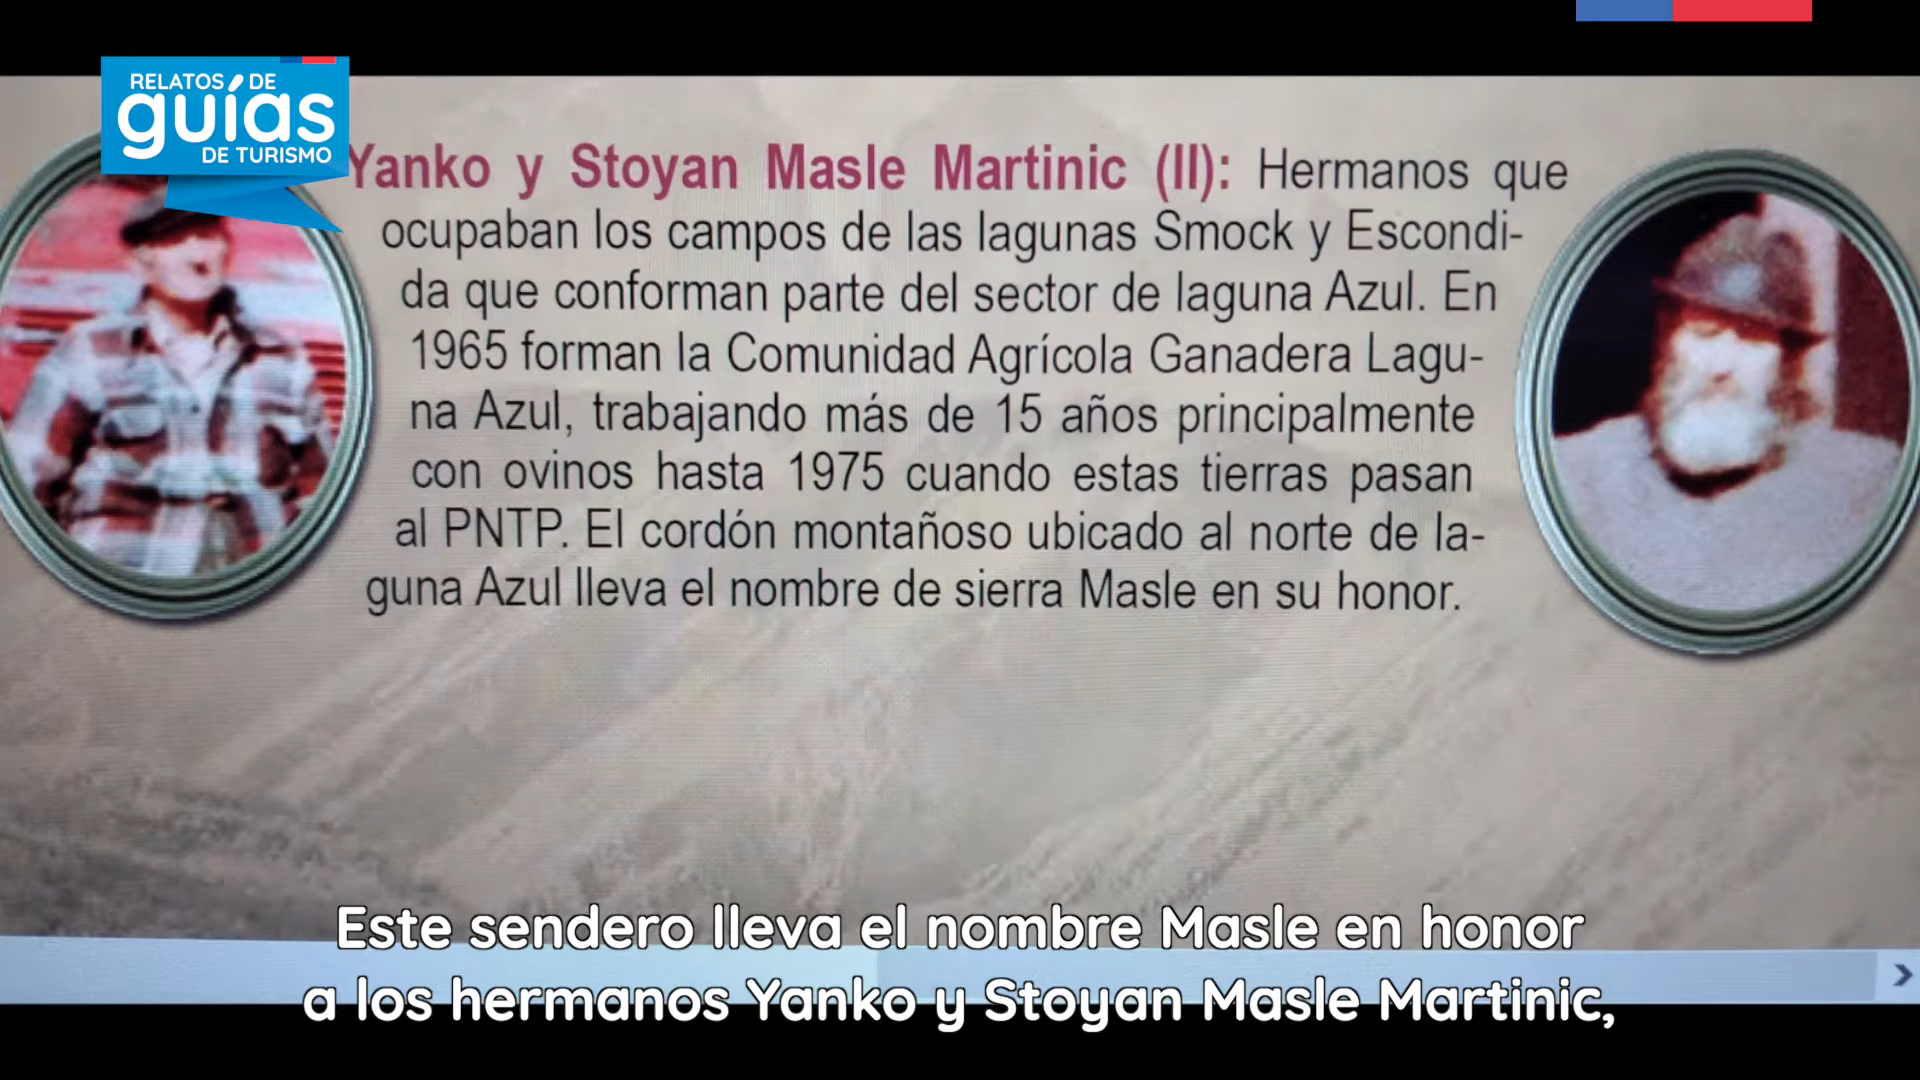 RELATOS DE
guías
DE TURISMO
Yanko y Stoyan Masle Martinic (II): Hermanos que
ocupaban los campos de las lagunas Smock y Escondi-
da que conforman parte del sector de laguna Azul. En
1965 forman la Comunidad Agrícola Ganadera Lagu-
na Azul, trabajando más de 15 años principalmente
con ovinos hasta 1975 cuando estas tierras pasan
al PNTP. El cordón montañoso ubicado al norte de la-
guna Azul lleva el nombre de sierra Masle en su honor.
Este sendero lleva el nombre Masle en honor
a los hermanos Yanko y Stoyan Masle Martinic,